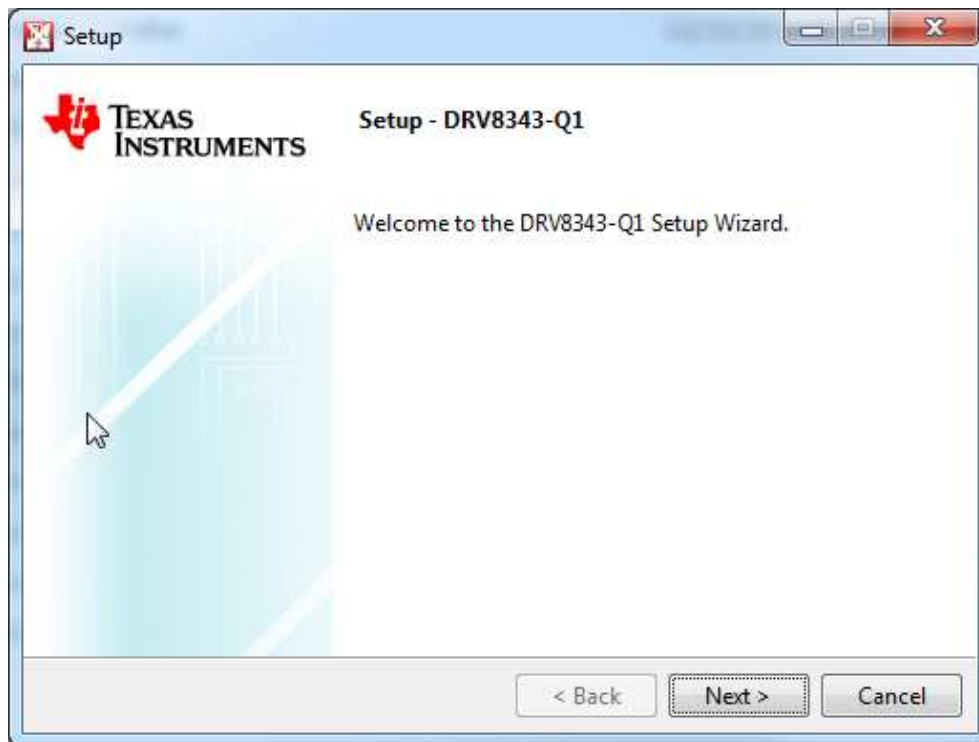 Setup
TEXAS
INSTRUMENTS
Setup - DRV8343-Q1
Welcome to the DRV8343-Q1 Setup Wizard.
< Back
Next >
Cancel